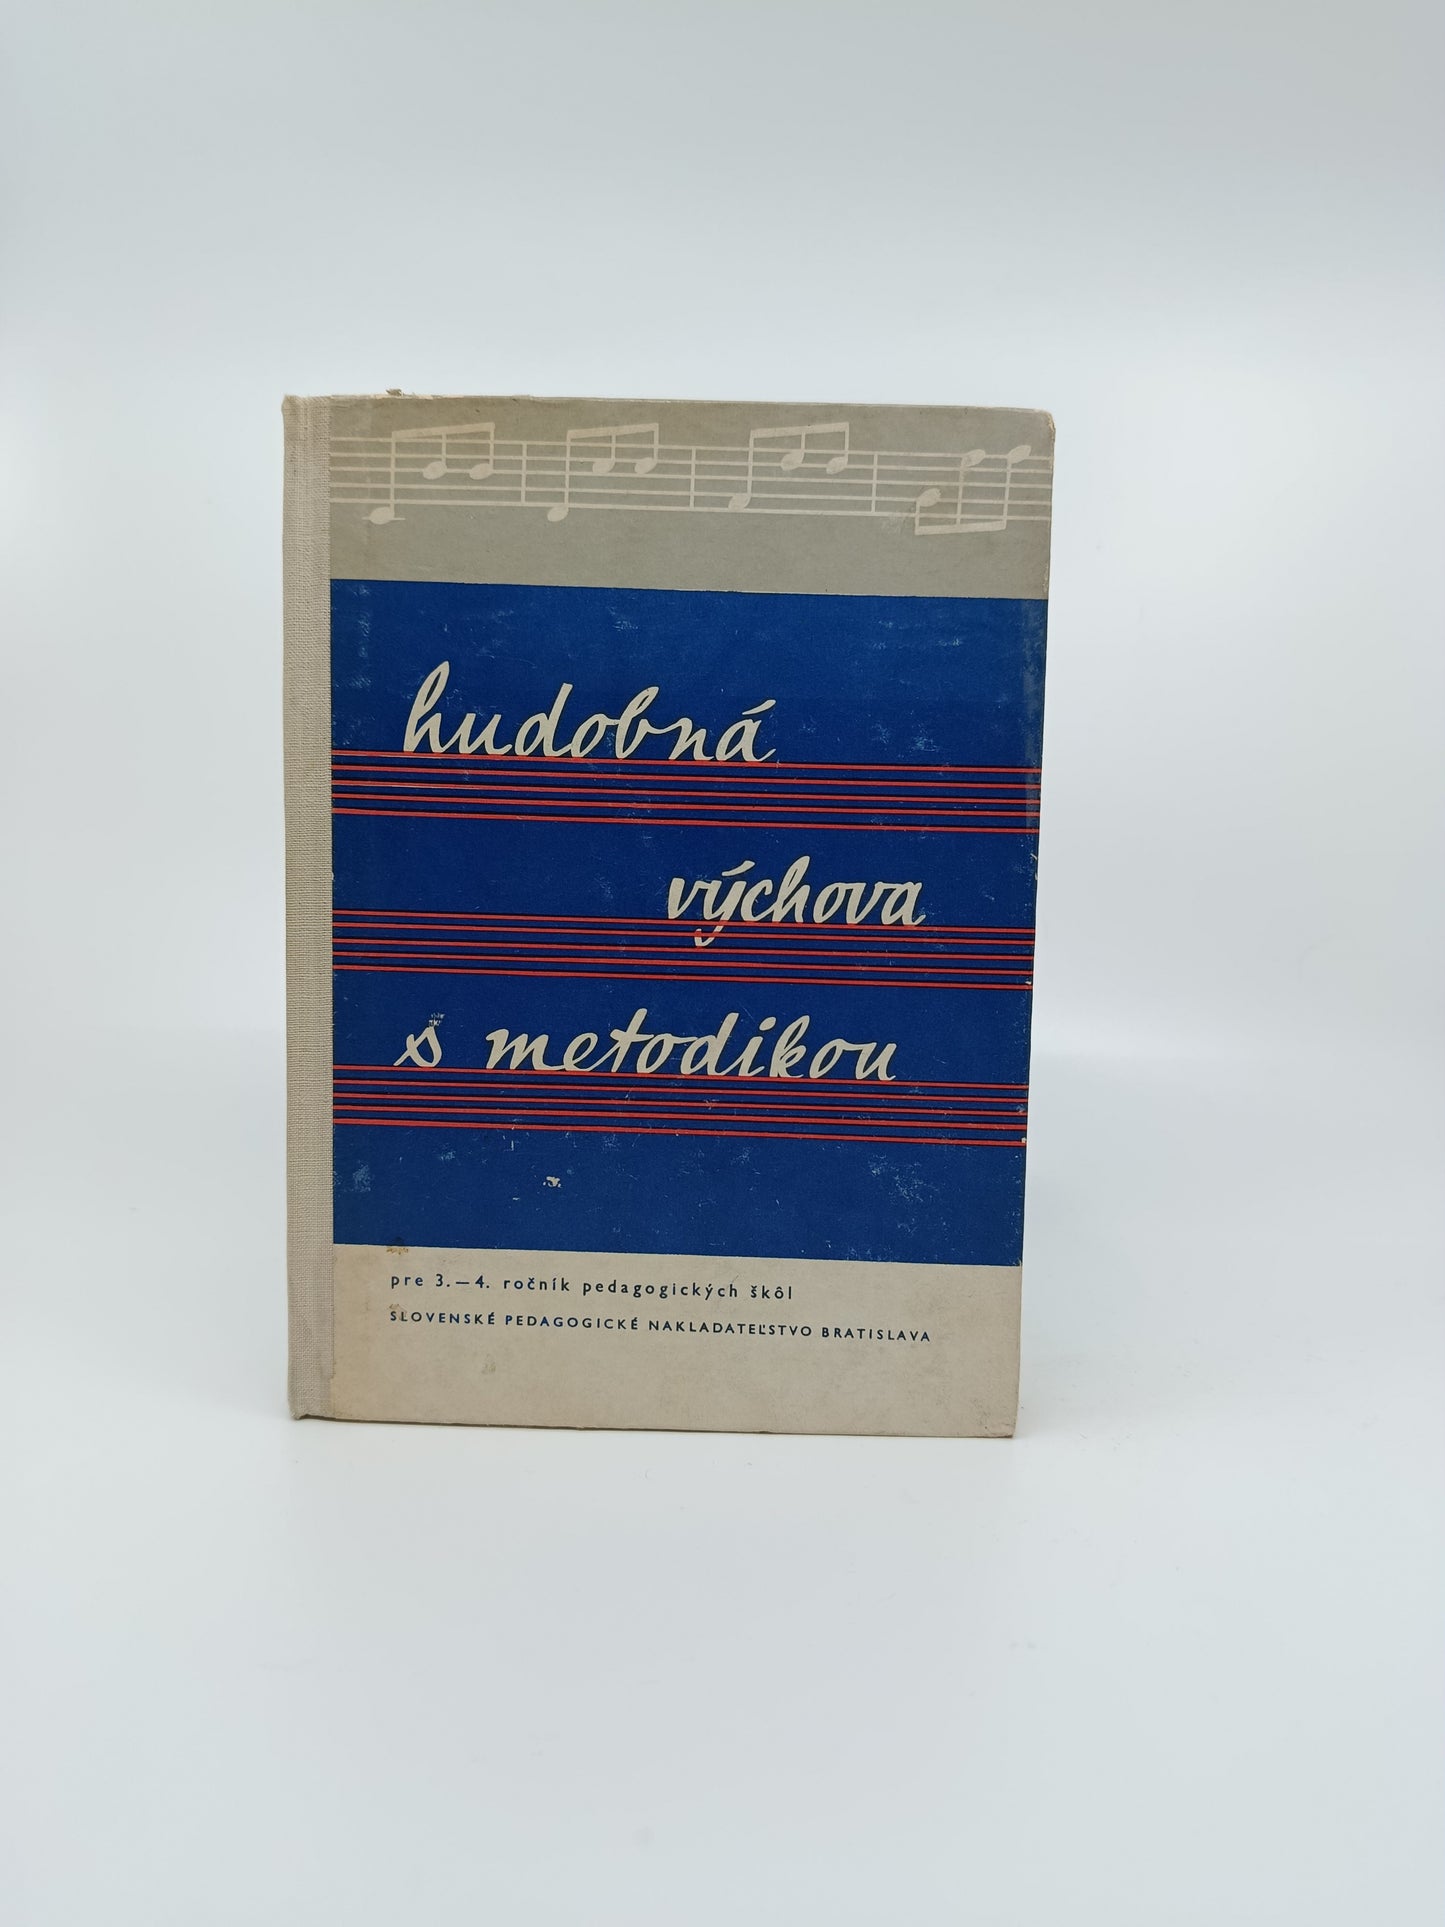 hudobná
výchova
s metodikou
pre 3. – 4. ročník pedagogických škôl
SLOVENSKÉ PEDAGOGICKÉ NAKLADATEĽSTVO BRATISLAVA